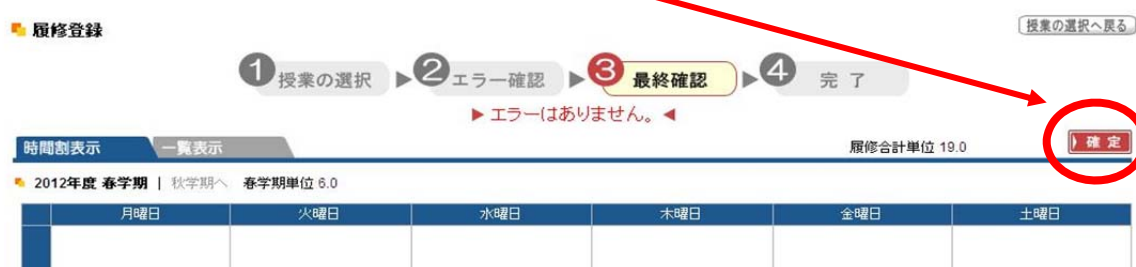 履修登録
授業の選択へ戻る
1 授業の選択 ▶ 2 エラー確認 ▶ 3 最終確認 ▶ 4 完了
▶ エラーはありません。 ◀
時間割表示 一覧表示 履修合計単位 19.0 確定
2012年度 春学期 | 秋学期へ 春学期単位 6.0
月曜日 火曜日 水曜日 木曜日 金曜日 土曜日